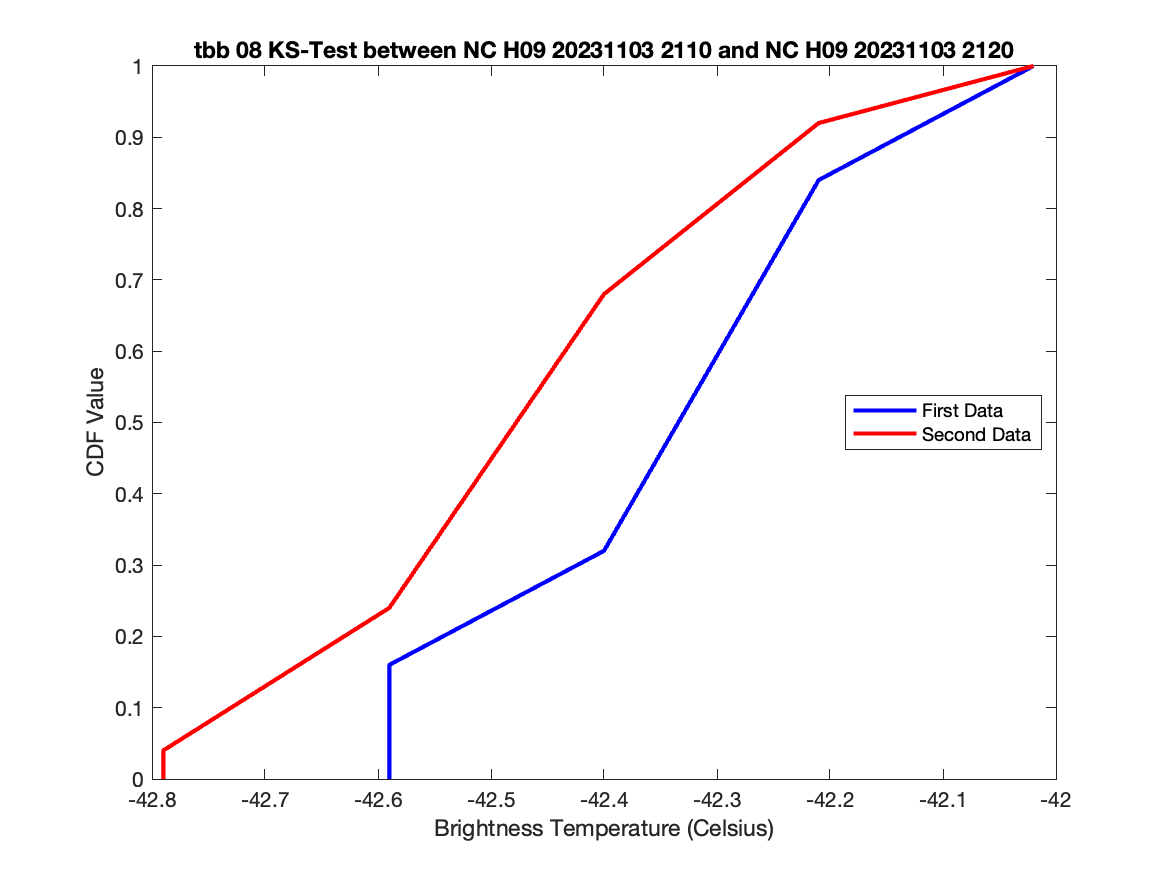 tbb 08 KS-Test between NC H09 20231103 2110 and NC H09 20231103 2120
1
0.9
0.8
0.7
0.6
0.5
0.4
0.3
0.2
0.1
0
CDF Value
First Data
Second Data
-42.8 -42.7 -42.6 -42.5 -42.4 -42.3 -42.2 -42.1 -42
Brightness Temperature (Celsius)